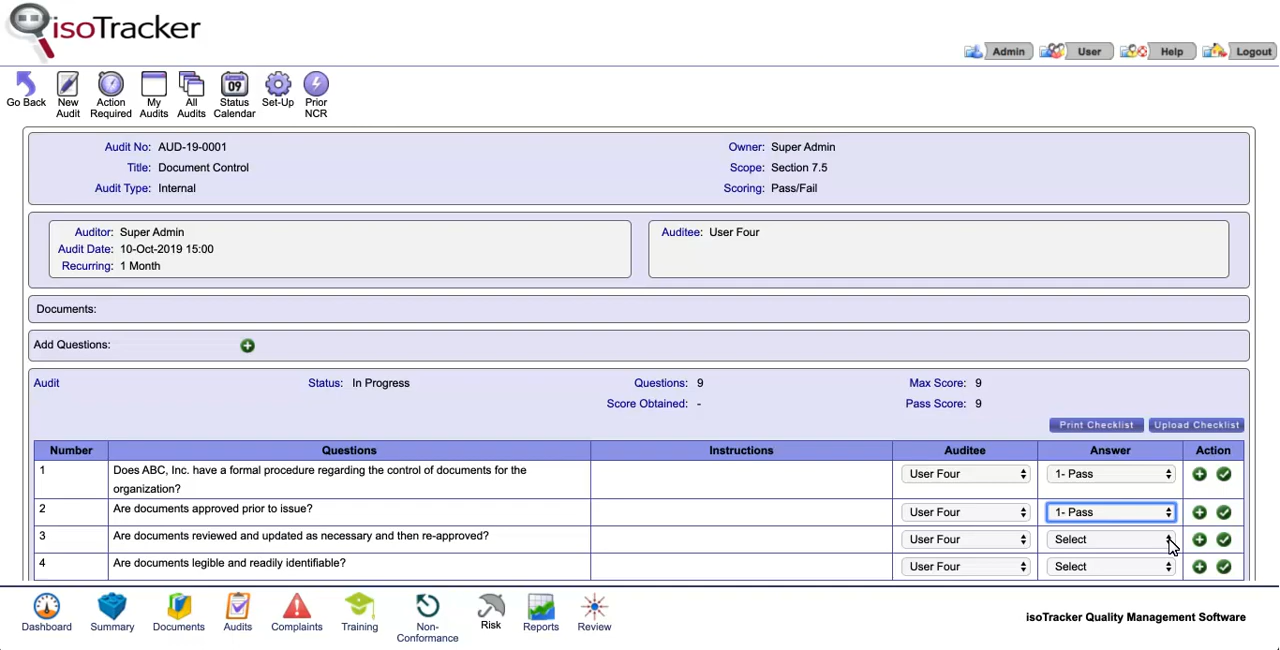 isoTracker
Admin User Help Logout
Go Back
New Audit
Action Required
My Audits
All Audits
Status Calendar
Set-Up
Prior NCR
Audit No: AUD-19-0001
Title: Document Control
Audit Type: Internal
Owner: Super Admin
Scope: Section 7.5
Scoring: Pass/Fail
Auditor: Super Admin
Audit Date: 10-Oct-2019 15:00
Recurring: 1 Month
Auditee: User Four
Documents:
Add Questions:
Audit Status: In Progress Questions: 9 Max Score: 9
Score Obtained: - Pass Score: 9
Print Checklist Upload Checklist
Number Questions Instructions Auditee Answer Action
1 Does ABC, Inc. have a formal procedure regarding the control of documents for the User Four 1- Pass
organization?
2 Are documents approved prior to issue? User Four 1- Pass
3 Are documents reviewed and updated as necessary and then re-approved? User Four Select
4 Are documents legible and readily identifiable? User Four Select
Dashboard
Summary
Documents
Audits
Complaints
Training
Non-
Conformance
Risk
Reports
Review
isoTracker Quality Management Software